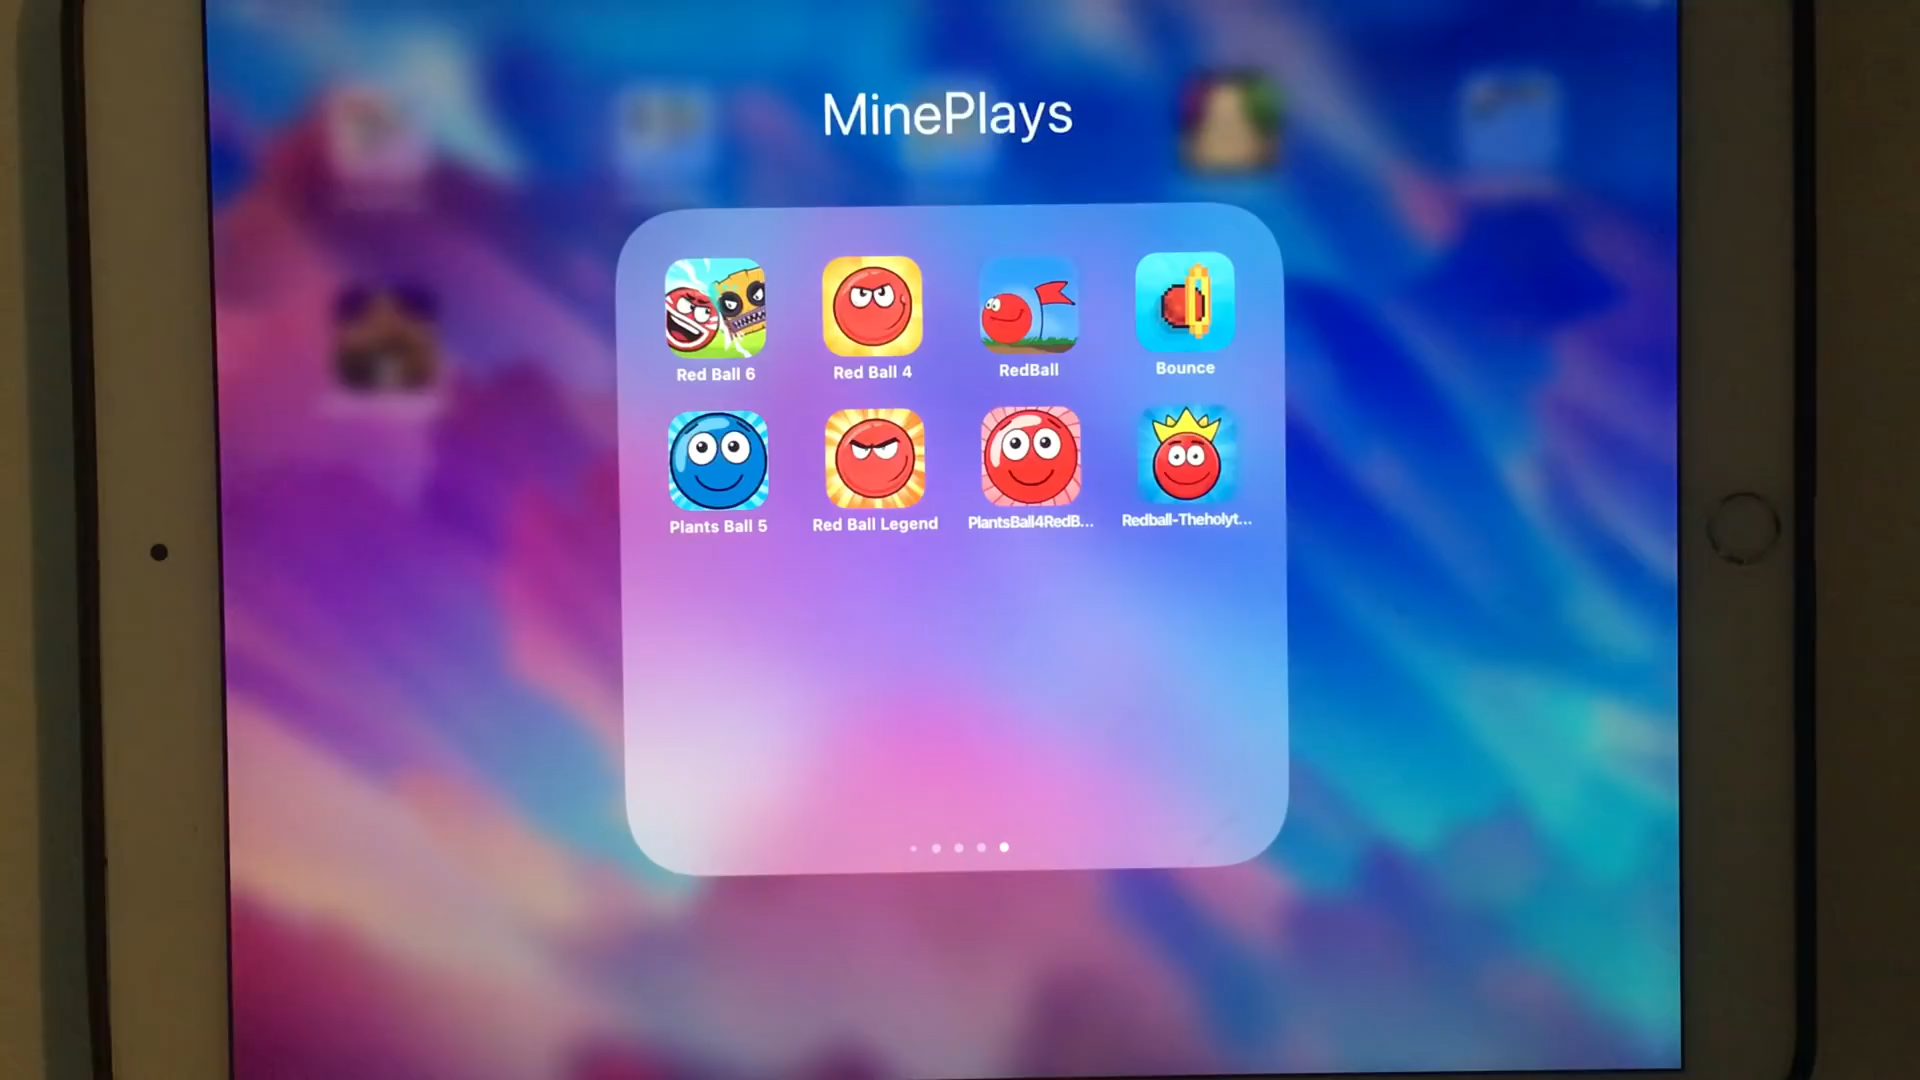 MinePlays
Red Ball 6
Red Ball 4
RedBall
Bounce
Plants Ball 5
Red Ball Legend
PlantsBall4RedB...
Redball-Theholyt...